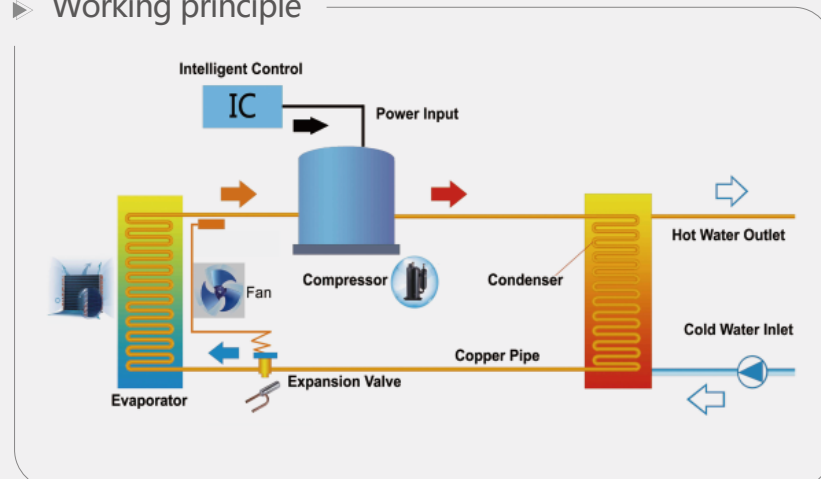 Working principle
Intelligent Control
IC
Power Input
Hot Water Outlet
Compressor
Condenser
Fan
Cold Water Inlet
Copper Pipe
Expansion Valve
Evaporator